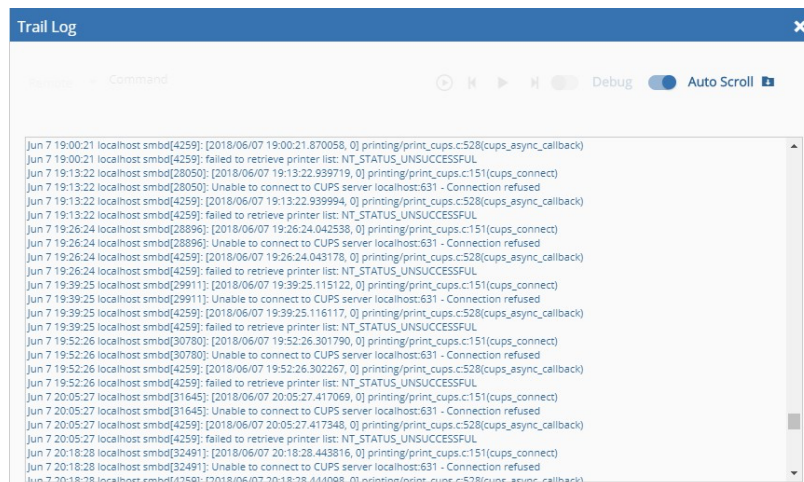 Trail Log
Command
Debug
Auto Scroll
Jun 7 19:00:21 localhost smbd[4259]: [2018/06/07 19:00:21.870058, 0] printing/print_cups.c:528(cups_async_callback)
Jun 7 19:00:21 localhost smbd[4259]: failed to retrieve printer list: NT_STATUS_UNSUCCESSFUL
Jun 7 19:13:22 localhost smbd[28050]: [2018/06/07 19:13:22.939719, 0] printing/print_cups.c:151(cups_connect)
Jun 7 19:13:22 localhost smbd[28050]: Unable to connect to CUPS server localhost:631 - Connection refused
Jun 7 19:13:22 localhost smbd[4259]: [2018/06/07 19:13:22.939994, 0] printing/print_cups.c:528(cups_async_callback)
Jun 7 19:13:22 localhost smbd[4259]: failed to retrieve printer list: NT_STATUS_UNSUCCESSFUL
Jun 7 19:26:24 localhost smbd[28896]: [2018/06/07 19:26:24.042538, 0] printing/print_cups.c:151(cups_connect)
Jun 7 19:26:24 localhost smbd[28896]: Unable to connect to CUPS server localhost:631 - Connection refused
Jun 7 19:26:24 localhost smbd[4259]: [2018/06/07 19:26:24.043178, 0] printing/print_cups.c:528(cups_async_callback)
Jun 7 19:26:24 localhost smbd[4259]: failed to retrieve printer list: NT_STATUS_UNSUCCESSFUL
Jun 7 19:39:25 localhost smbd[29911]: [2018/06/07 19:39:25.115122, 0] printing/print_cups.c:151(cups_connect)
Jun 7 19:39:25 localhost smbd[29911]: Unable to connect to CUPS server localhost:631 - Connection refused
Jun 7 19:39:25 localhost smbd[4259]: [2018/06/07 19:39:25.116117, 0] printing/print_cups.c:528(cups_async_callback)
Jun 7 19:39:25 localhost smbd[4259]: failed to retrieve printer list: NT_STATUS_UNSUCCESSFUL
Jun 7 19:52:26 localhost smbd[30780]: [2018/06/07 19:52:26.301790, 0] printing/print_cups.c:151(cups_connect)
Jun 7 19:52:26 localhost smbd[30780]: Unable to connect to CUPS server localhost:631 - Connection refused
Jun 7 19:52:26 localhost smbd[4259]: [2018/06/07 19:52:26.302267, 0] printing/print_cups.c:528(cups_async_callback)
Jun 7 19:52:26 localhost smbd[4259]: failed to retrieve printer list: NT_STATUS_UNSUCCESSFUL
Jun 7 20:05:27 localhost smbd[31645]: [2018/06/07 20:05:27.417069, 0] printing/print_cups.c:151(cups_connect)
Jun 7 20:05:27 localhost smbd[31645]: Unable to connect to CUPS server localhost:631 - Connection refused
Jun 7 20:05:27 localhost smbd[4259]: [2018/06/07 20:05:27.417348, 0] printing/print_cups.c:528(cups_async_callback)
Jun 7 20:05:27 localhost smbd[4259]: failed to retrieve printer list: NT_STATUS_UNSUCCESSFUL
Jun 7 20:18:28 localhost smbd[32491]: [2018/06/07 20:18:28.443816, 0] printing/print_cups.c:151(cups_connect)
Jun 7 20:18:28 localhost smbd[32491]: Unable to connect to CUPS server localhost:631 - Connection refused
Jun 7 20:18:28 localhost smbd[4259]: [2018/06/07 20:18:28.444098, 0] printing/print_cups.c:528(cups_async_callback)